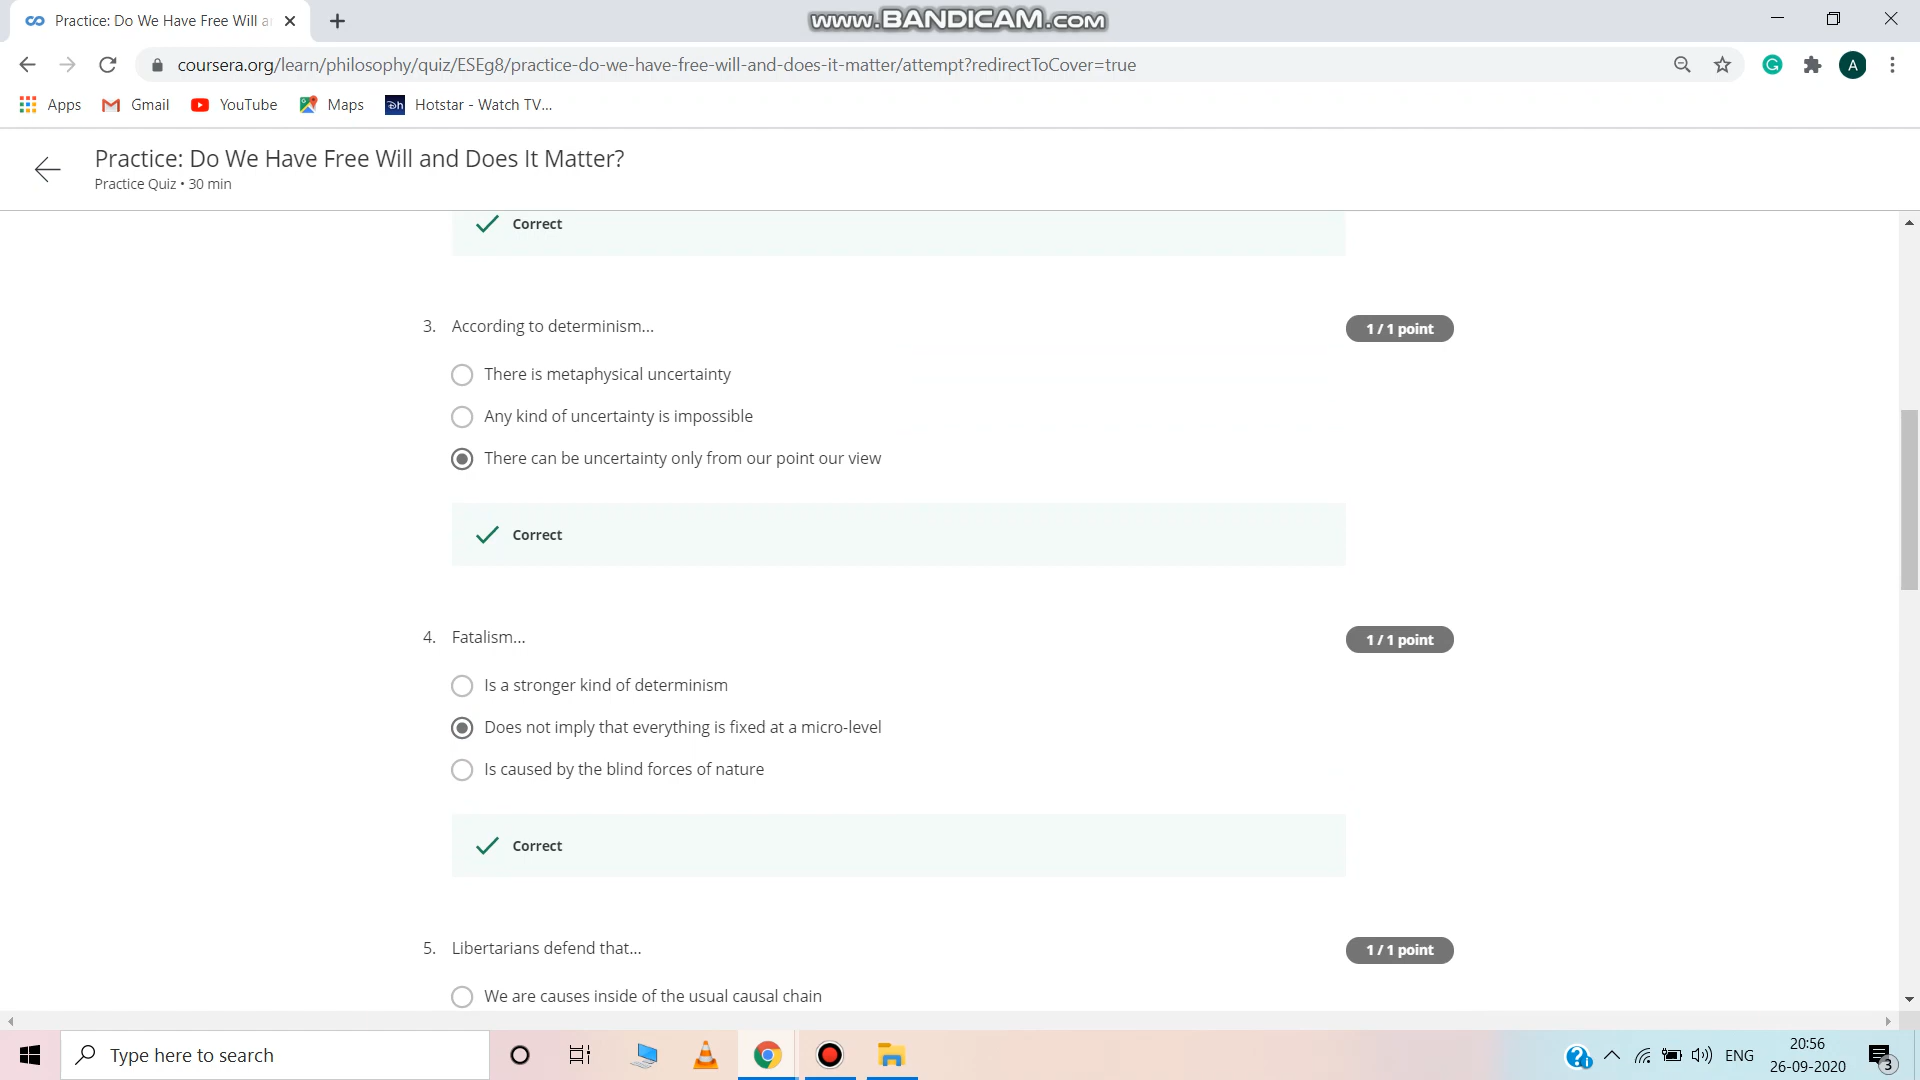 Practice: Do We Have Free Will a
www.BANDICAM.com
coursera.org/learn/philosophy/quiz/ESEg8/practice-do-we-have-free-will-and-does-it-matter/attempt?redirectToCover=true
A
Apps
Gmail
YouTube
Maps
Hotstar - Watch TV...
Practice: Do We Have Free Will and Does It Matter?
Practice Quiz • 30 min
Correct
3. According to determinism...
1 / 1 point
There is metaphysical uncertainty
Any kind of uncertainty is impossible
There can be uncertainty only from our point our view
Correct
4. Fatalism...
1 / 1 point
Is a stronger kind of determinism
Does not imply that everything is fixed at a micro-level
Is caused by the blind forces of nature
Correct
5. Libertarians defend that...
1 / 1 point
We are causes inside of the usual causal chain
Type here to search
ENG
20:56
26-09-2020
3